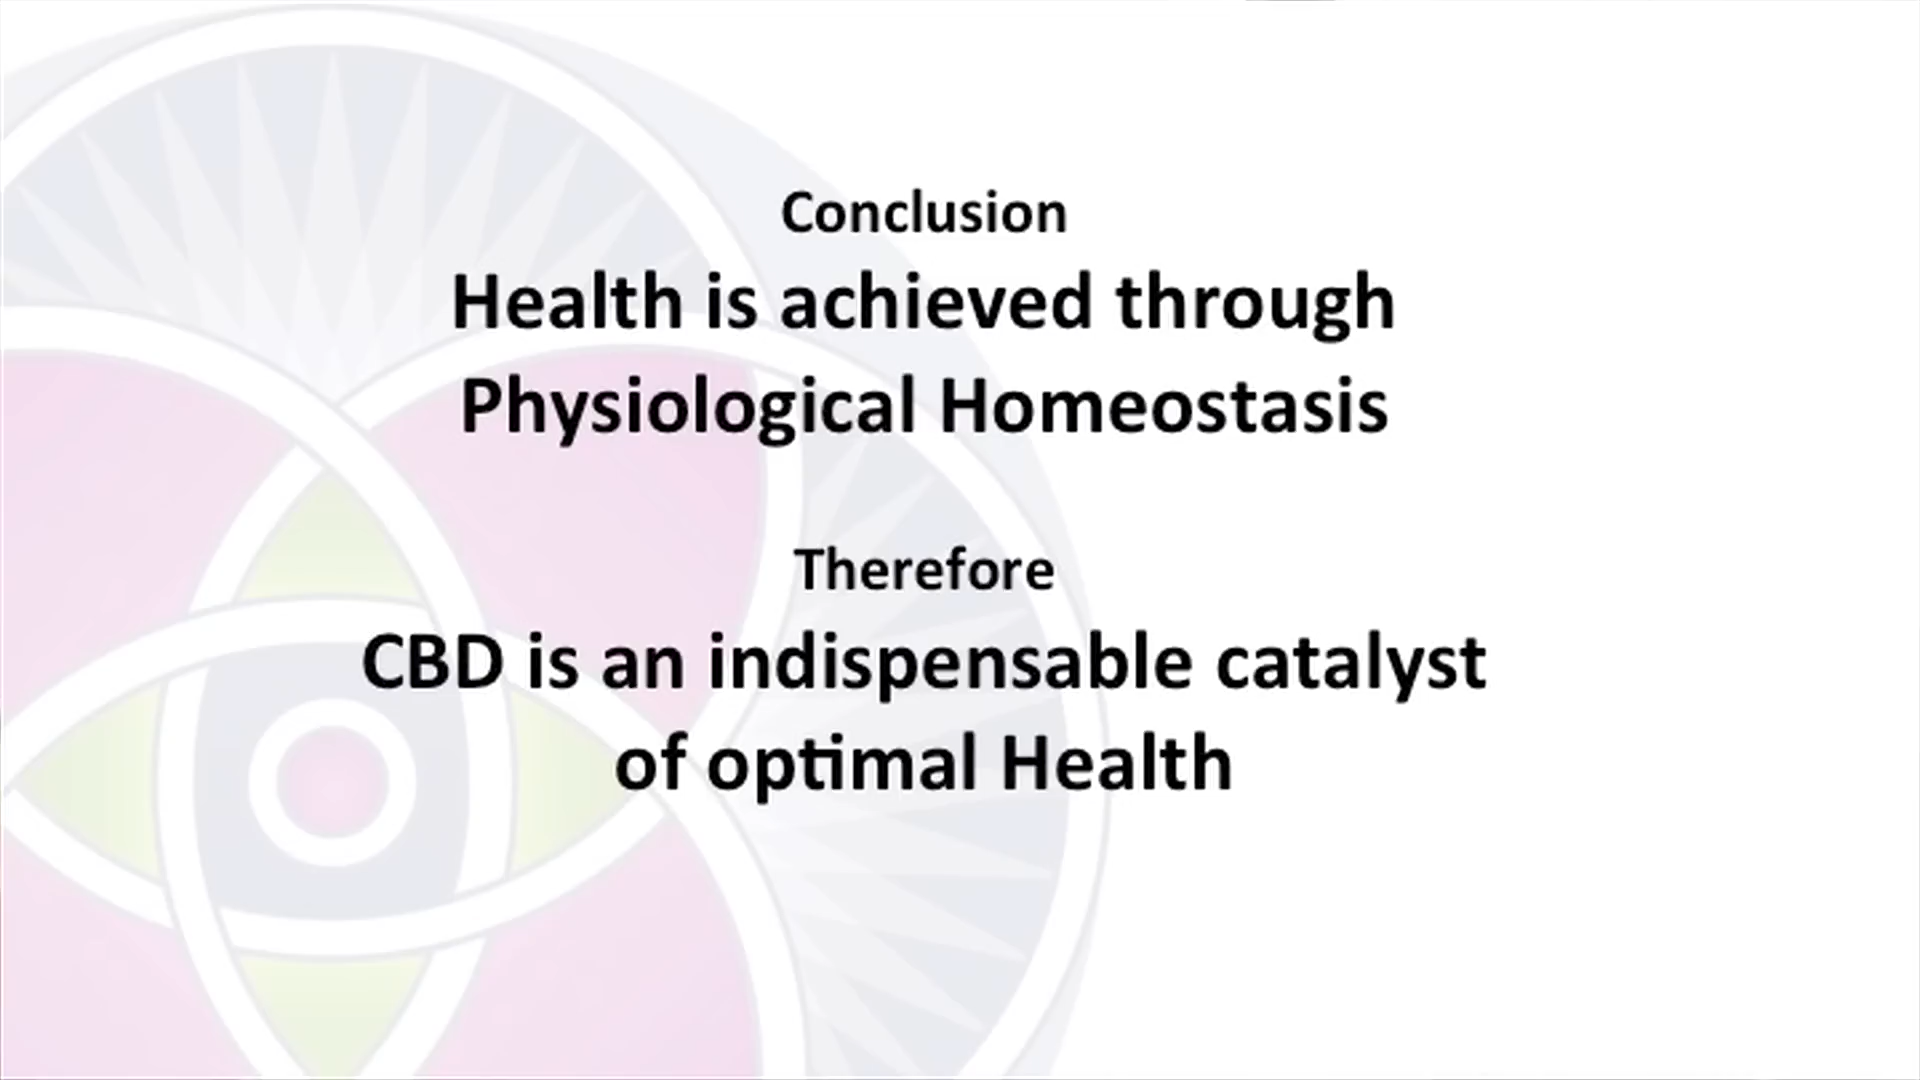 Conclusion
Health is achieved through
Physiological Homeostasis
Therefore
CBD is an indispensable catalyst
of optimal Health